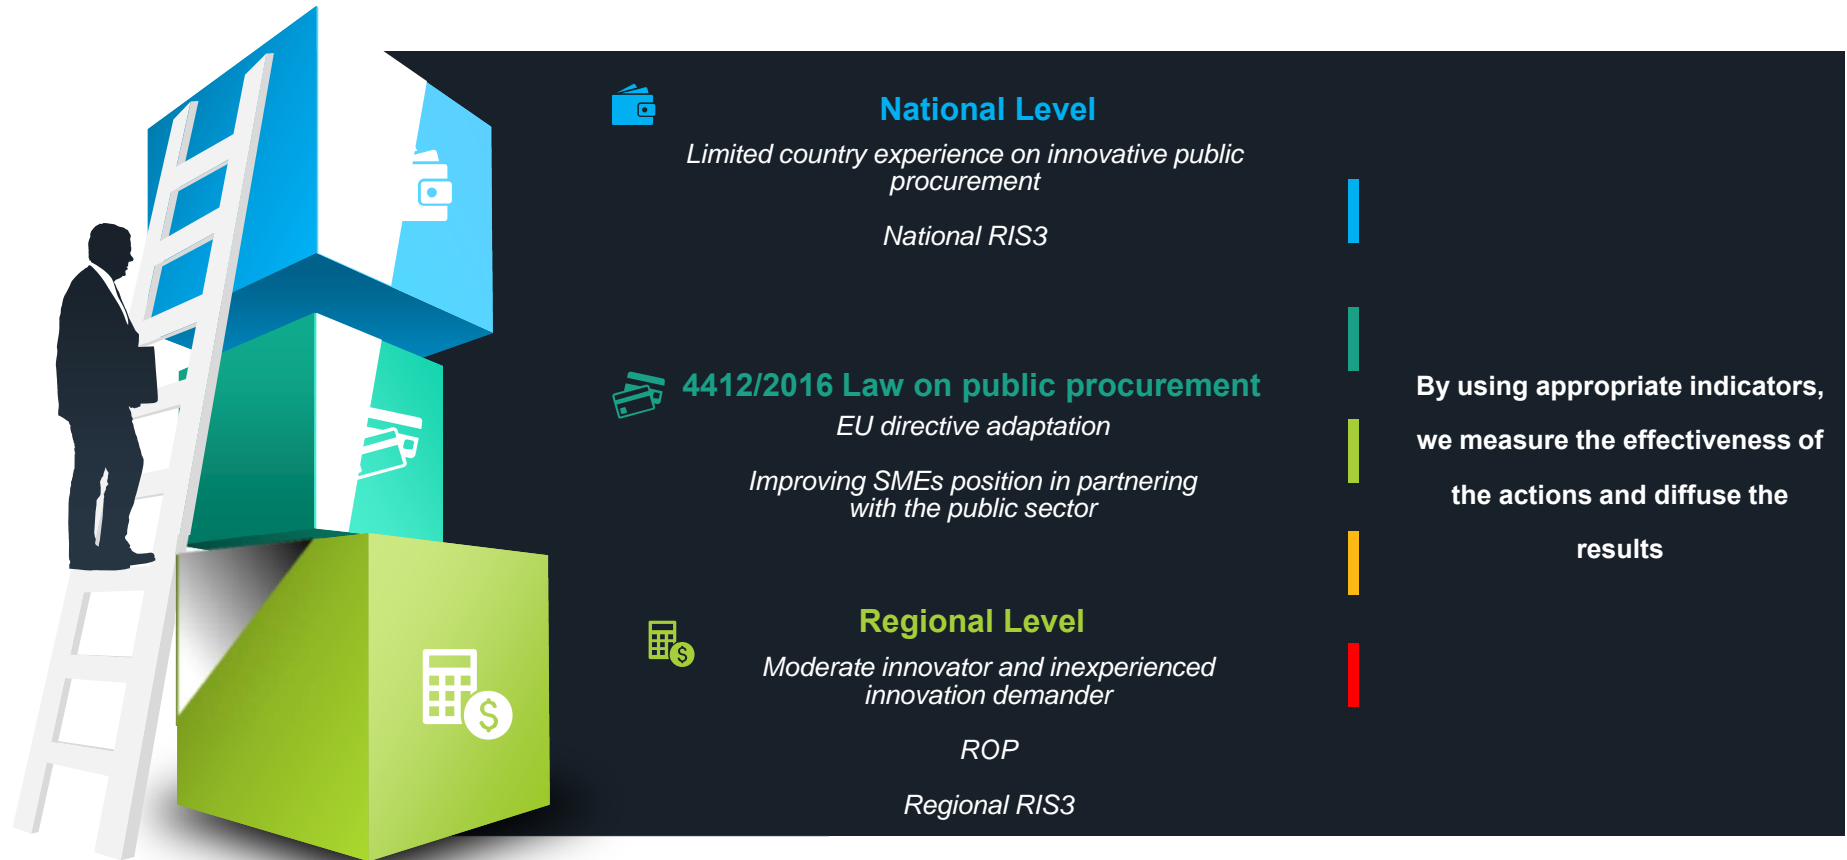 National Level
Limited country experience on innovative public
procurement
National RIS3
4412/2016 Law on public procurement
EU directive adaptation
Improving SMEs position in partnering
with the public sector
Regional Level
Moderate innovator and inexperienced
innovation demander
ROP
Regional RIS3
By using appropriate indicators,
we measure the effectiveness of
the actions and diffuse the
results